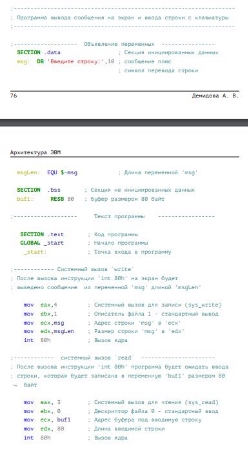 ;--------------------------------------------------------------
; Программа вывода сообщения на экран и ввода строки с клавиатуры
;--------------------------------------------------------------
;------------------ Объявление переменных ------------------
SECTION .data ; Секция инициированных данных
msg: DB 'Введите строку:',10 ; сообщение плюс
; символ перевода строки
76 Демидова А. В.
Архитектура ЭВМ
msgLen: EQU $-msg ; Длина переменной 'msg'
SECTION .bss ; Секция не инициированных данных
buf1: RESB 80 ; Буфер размером 80 байт
;------------------ Текст программы ------------------
SECTION .text ; Код программы
GLOBAL _start ; Начало программы
_start: ; Точка входа в программу
;------------ Системный вызов `write`
; После вызова инструкции 'int 80h' на экран будет
; выведено сообщение из переменной 'msg' длиной 'msgLen'
mov eax,4 ; Системный вызов для записи (sys_write)
mov ebx,1 ; Описатель файла 1 - стандартный вывод
mov ecx,msg ; Адрес строки 'msg' в 'ecx'
mov edx,msgLen ; Размер строки 'msg' в 'edx'
int 80h ; Вызов ядра
;------------ системный вызов `read` ------------------
; После вызова инструкции 'int 80h' программа будет ожидать ввода
; строки, которая будет записана в переменную 'buf1' размером 80
↪ байт
mov eax, 3 ; Системный вызов для чтения (sys_read)
mov ebx, 0 ; Дескриптор файла 0 - стандартный ввод
mov ecx, buf1 ; Адрес буфера под вводимую строку
mov edx, 80 ; Длина вводимой строки
int 80h ; Вызов ядра